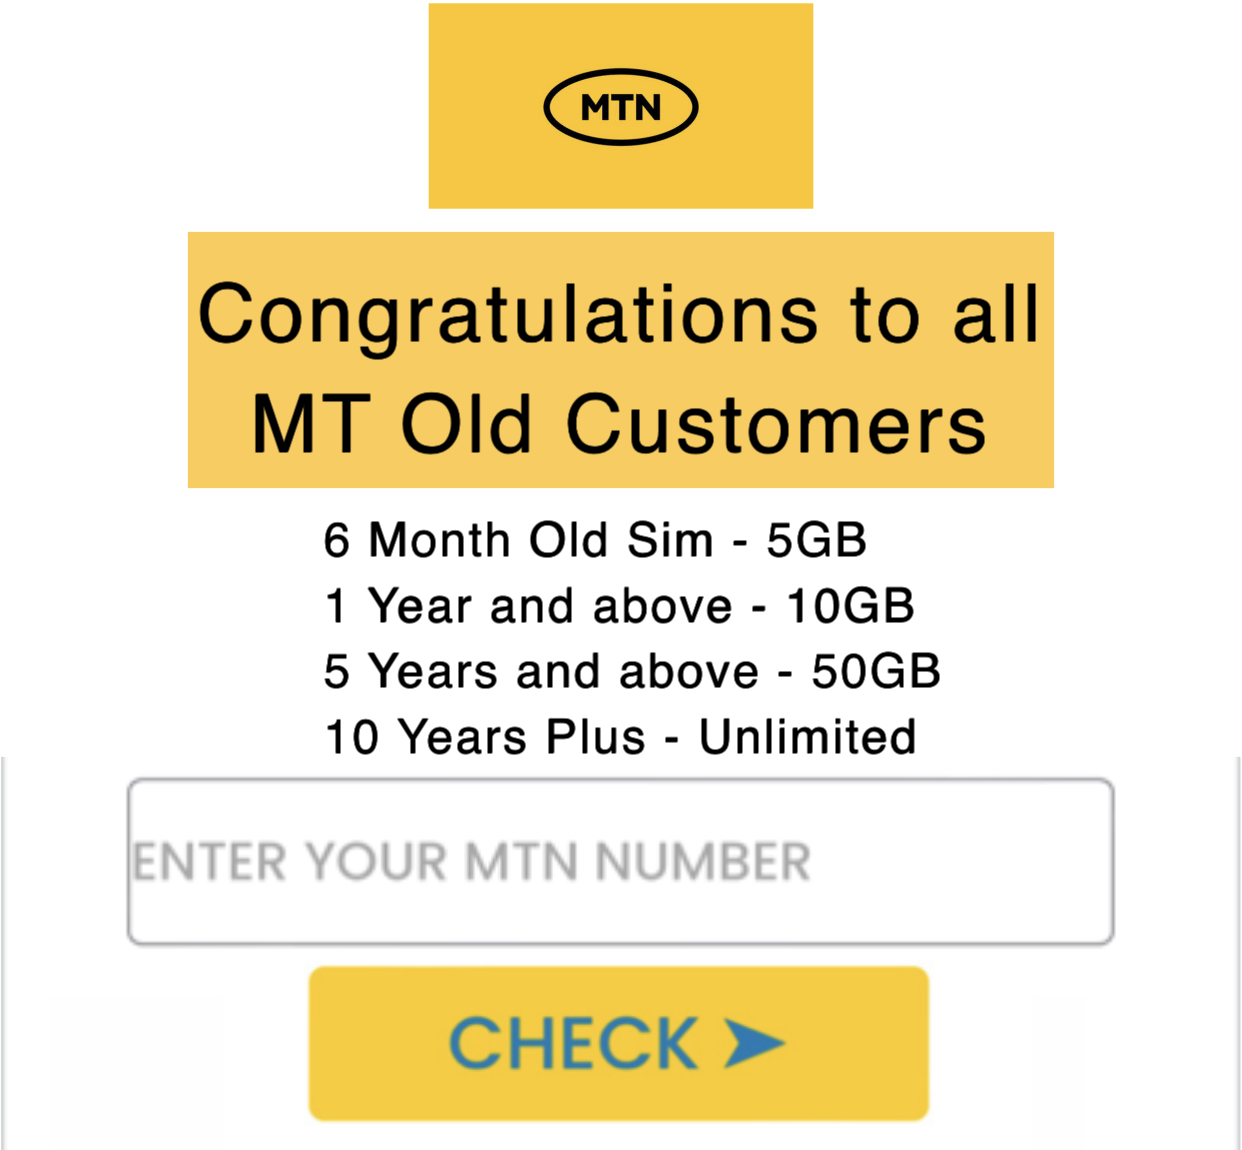 MTN
Congratulations to all
MT Old Customers
6 Month Old Sim - 5GB
1 Year and above - 10GB
5 Years and above - 50GB
10 Years Plus - Unlimited
ENTER YOUR MTN NUMBER
CHECK ➤